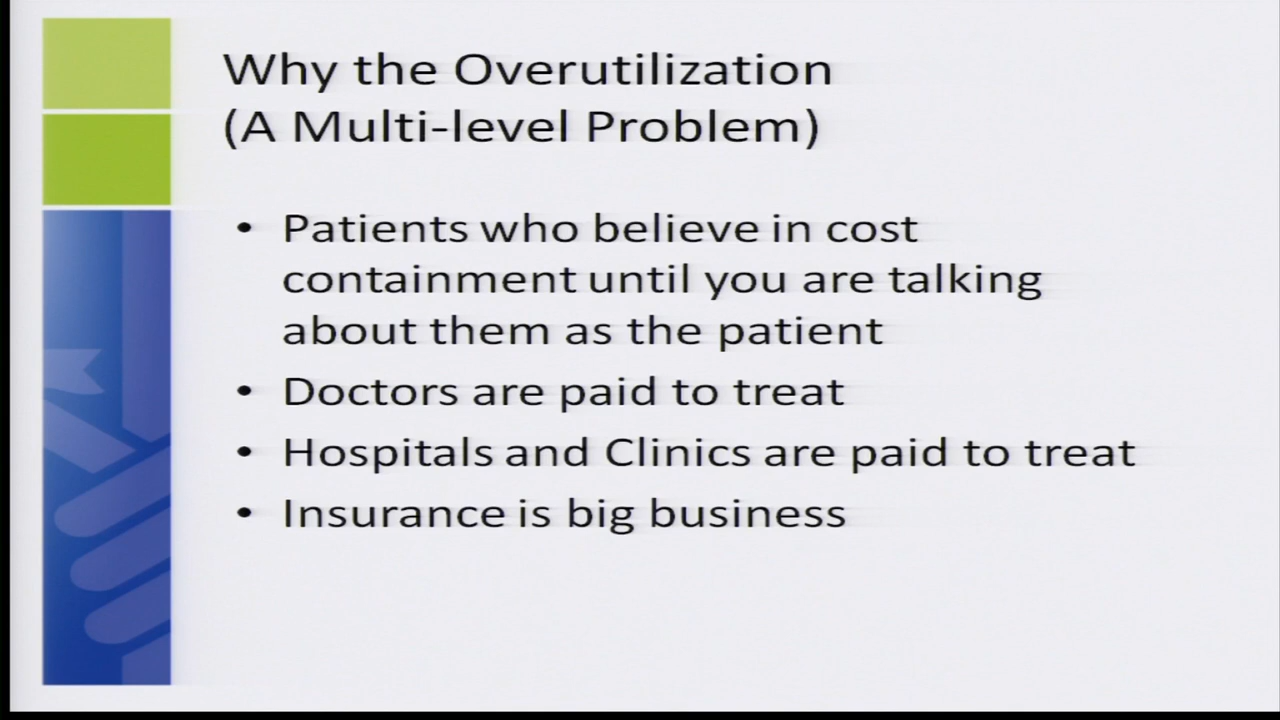 Why the Overutilization
(A Multi-level Problem)
• Patients who believe in cost
containment until you are talking
about them as the patient
• Doctors are paid to treat
• Hospitals and Clinics are paid to treat
• Insurance is big business